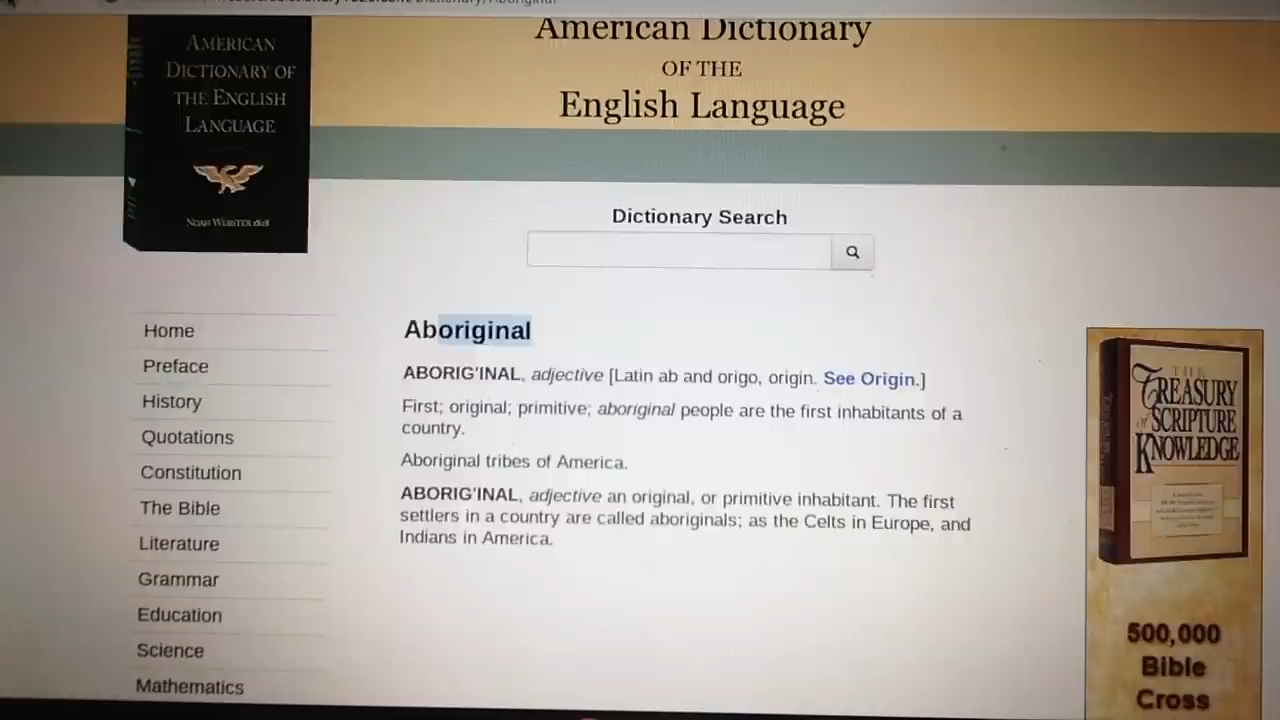 American Dictionary
OF THE
English Language
AMERICAN
DICTIONARY OF
THE ENGLISH
LANGUAGE
NOAH WEBSTER 1828
Dictionary Search
Home
Preface
History
Quotations
Constitution
The Bible
Literature
Grammar
Education
Science
Mathematics
Aboriginal
ABORIG'INAL, adjective [Latin ab and origo, origin. See Origin.]
First; original; primitive; aboriginal people are the first inhabitants of a
country.
Aboriginal tribes of America.
ABORIG'INAL, adjective an original, or primitive inhabitant. The first
settlers in a country are called aboriginals; as the Celts in Europe, and
Indians in America.
THE
TREASURY
of SCRIPTURE
KNOWLEDGE
500,000
Bible
Cross